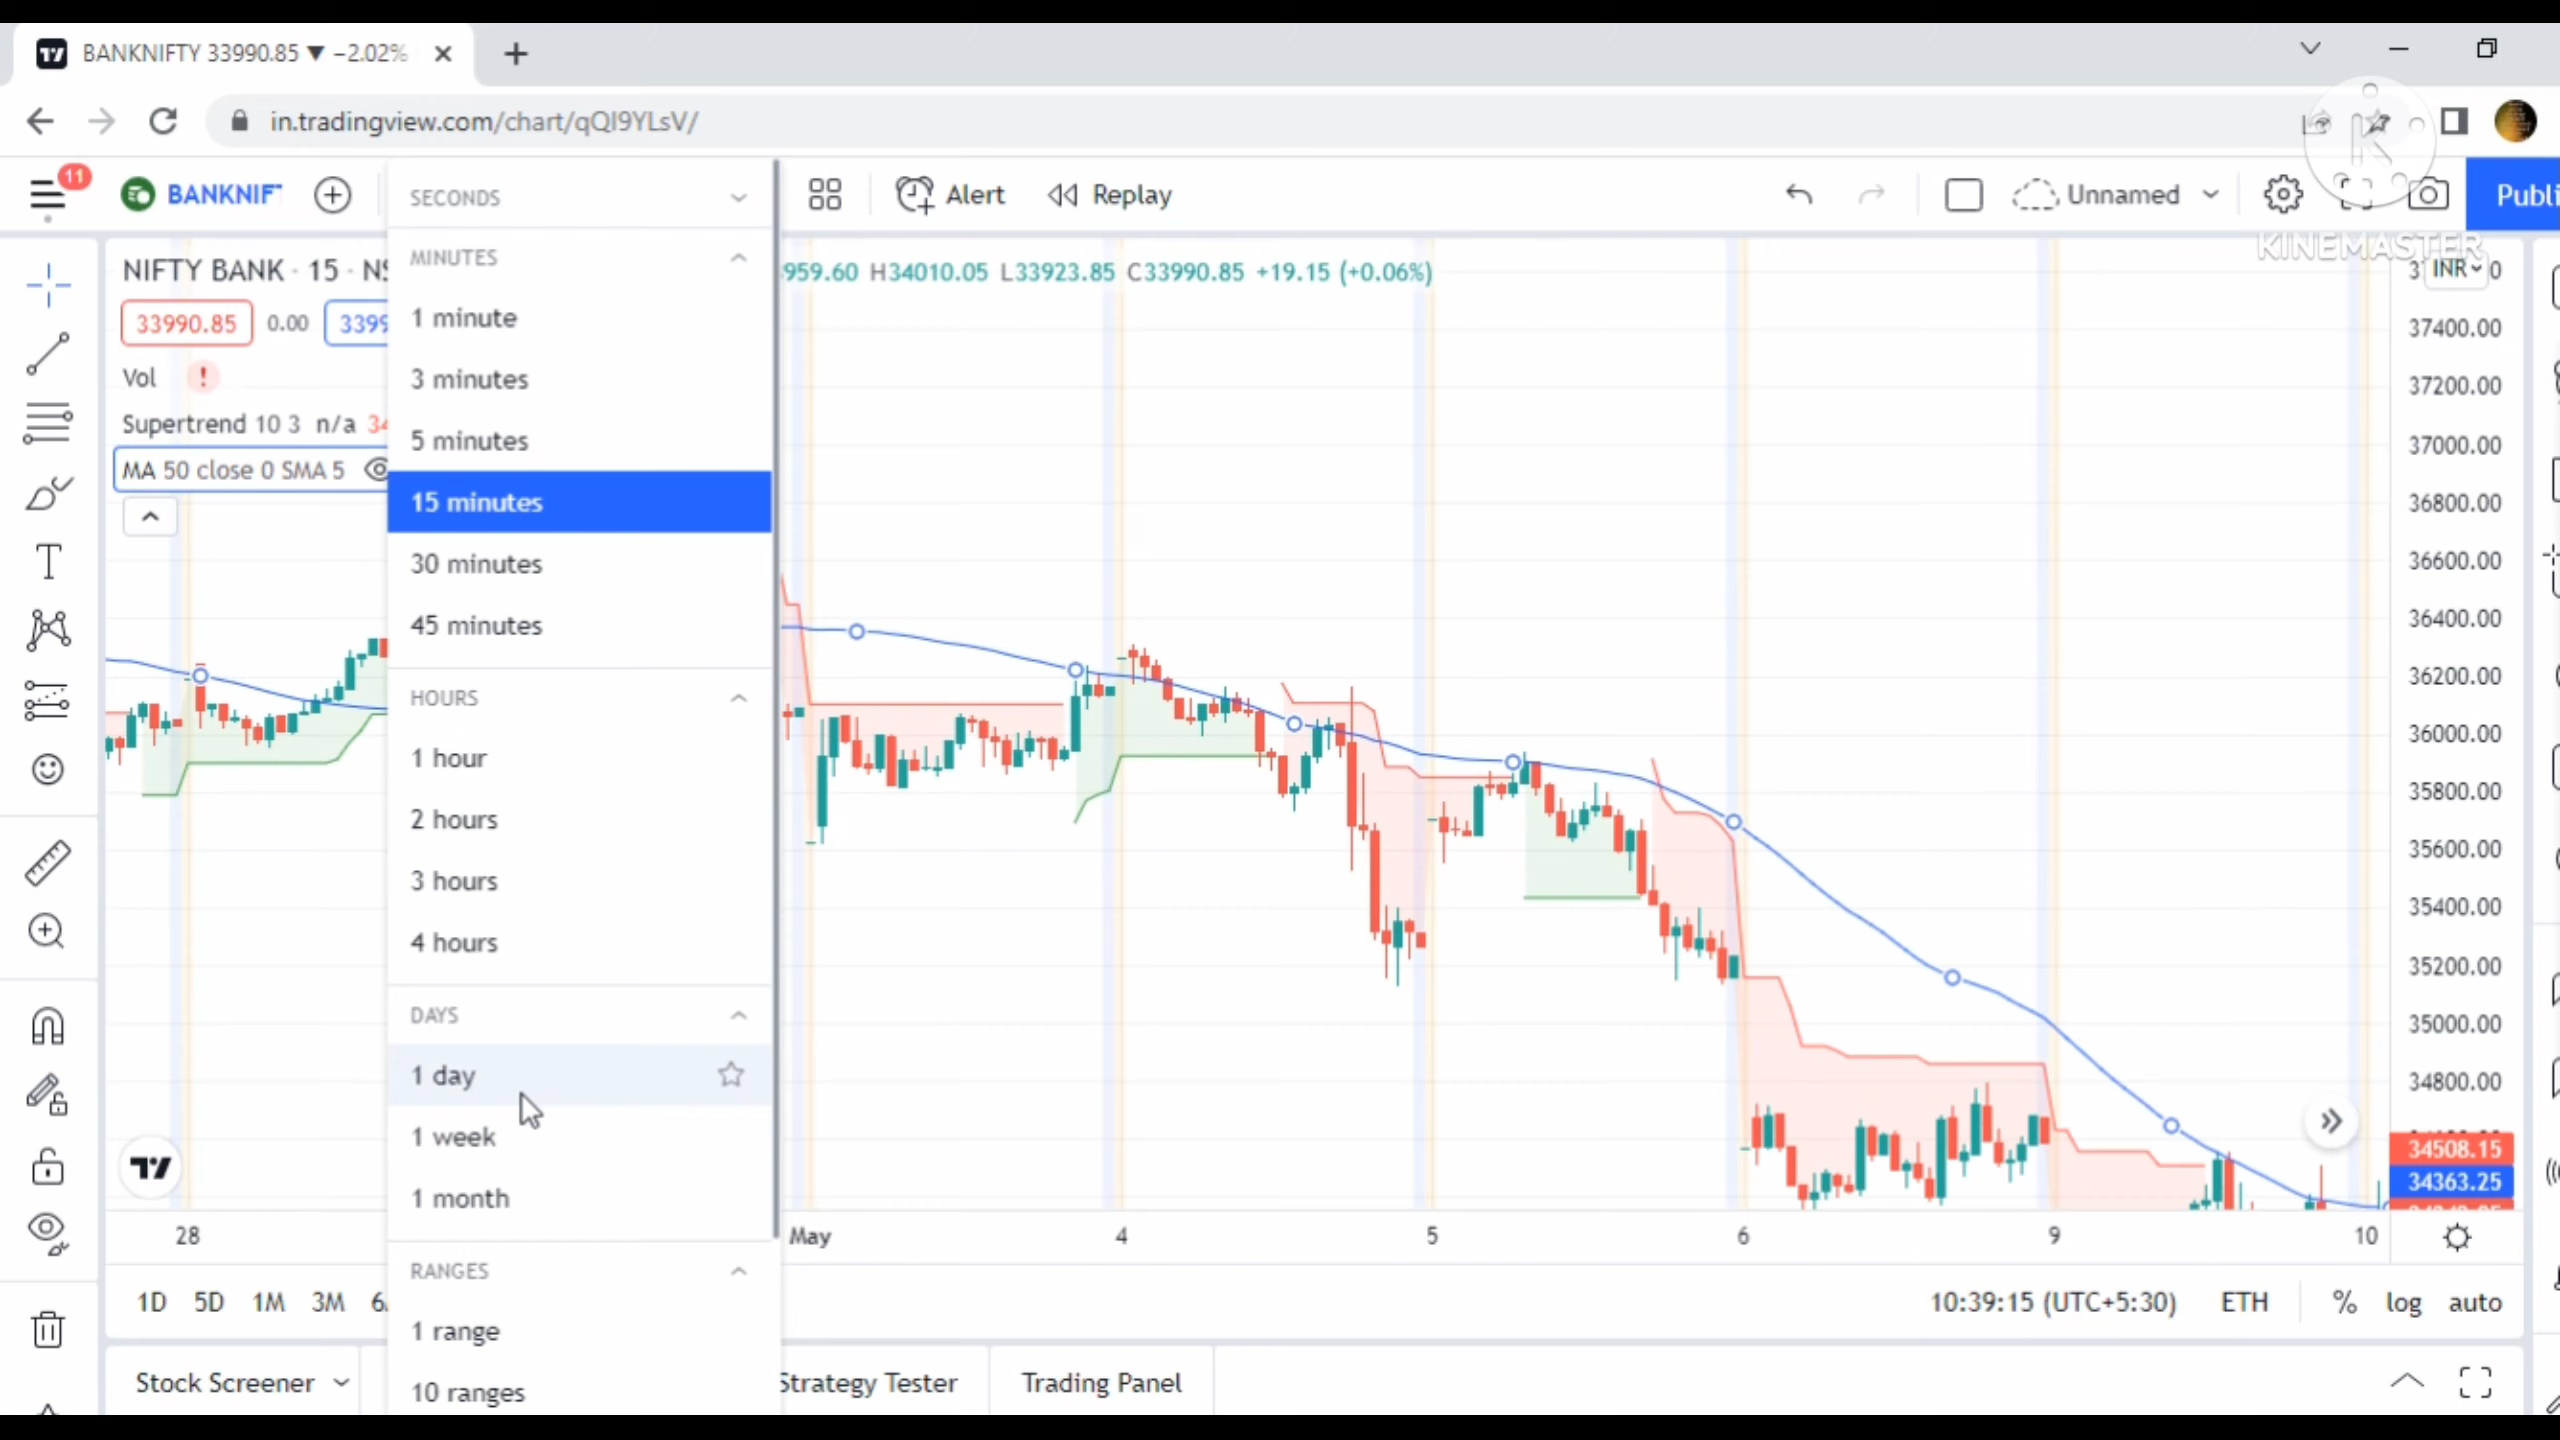 BANKNIFTY 33990.85 ▼ −2.02%
in.tradingview.com/chart/qQI9YLsV/
11
BANKNIF
Alert
Replay
Unnamed
Publi
KINEMASTER
NIFTY BANK · 15 · NS
959.60 H34010.05 L33923.85 C33990.85 +19.15 (+0.06%)
INR
33990.85 0.00 3399
Vol
Supertrend 10 3 n/a 34
MA 50 close 0 SMA 5
SECONDS
MINUTES
1 minute
3 minutes
5 minutes
15 minutes
30 minutes
45 minutes
HOURS
1 hour
2 hours
3 hours
4 hours
DAYS
1 day
1 week
1 month
RANGES
1 range
10 ranges
37400.00
37200.00
37000.00
36800.00
36600.00
36400.00
36200.00
36000.00
35800.00
35600.00
35400.00
35200.00
35000.00
34800.00
34508.15
34363.25
28 May 4 5 6 9 10
1D 5D 1M 3M
10:39:15 (UTC+5:30) ETH % log auto
Stock Screener
Strategy Tester
Trading Panel